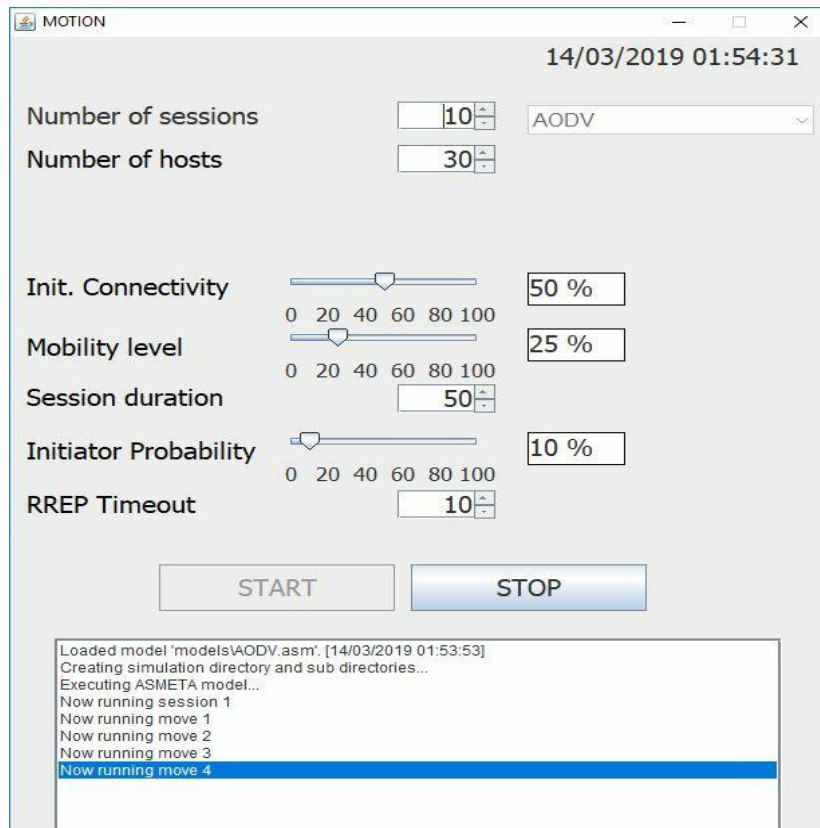 MOTION
14/03/2019 01:54:31
Number of sessions 10 AODV
Number of hosts 30
Init. Connectivity 50 %
0 20 40 60 80 100
Mobility level 25 %
0 20 40 60 80 100
Session duration 50
Initiator Probability 10 %
0 20 40 60 80 100
RREP Timeout 10
START STOP
Loaded model 'models\AODV.asm'. [14/03/2019 01:53:53]
Creating simulation directory and sub directories...
Executing ASMETA model...
Now running session 1
Now running move 1
Now running move 2
Now running move 3
Now running move 4